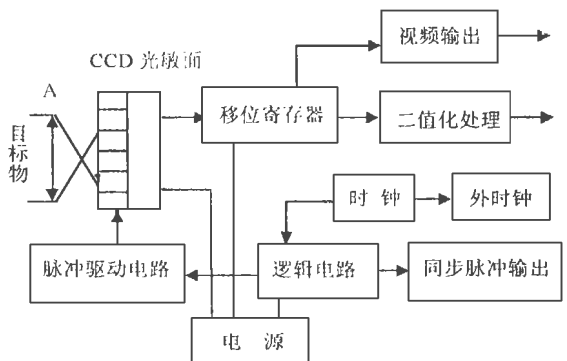 视频输出
CCD 光敏面
A
移位寄存器
二值化处理
目标物
时 钟
外时钟
脉冲驱动电路
逻辑电路
同步脉冲输出
电 源